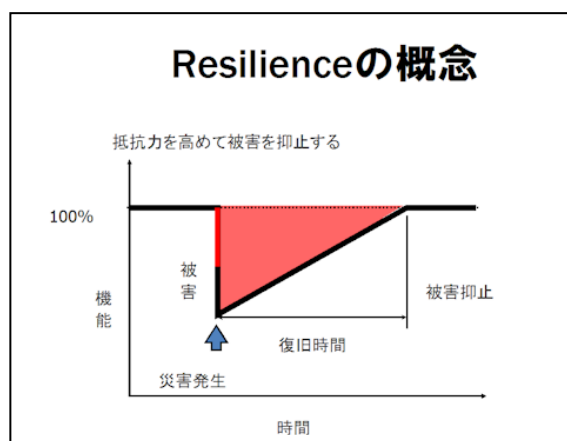 Resilienceの概念
抵抗力を高めて被害を抑止する
100%
被害
機能
被害抑止
復旧時間
災害発生
時間